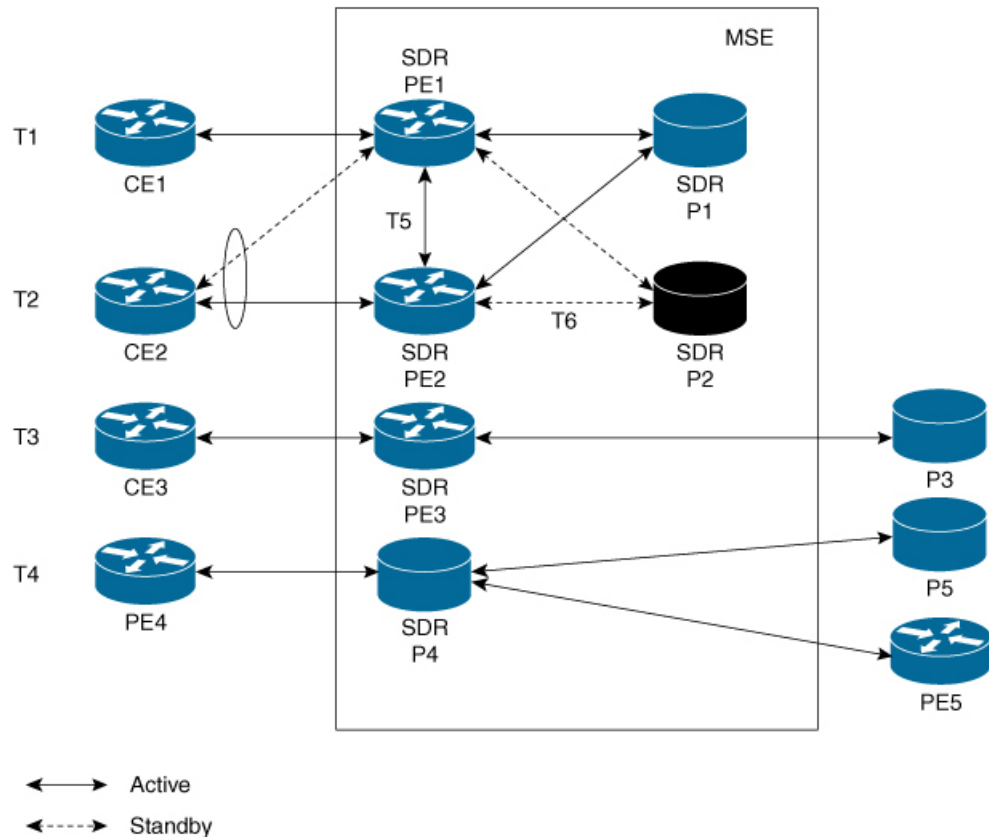 MSE
SDR
PE1
T1
CE1
SDR
P1
T5
T2
CE2
SDR
PE2
T6
SDR
P2
T3
CE3
SDR
PE3
P3
T4
PE4
SDR
P4
P5
PE5
Active
Standby